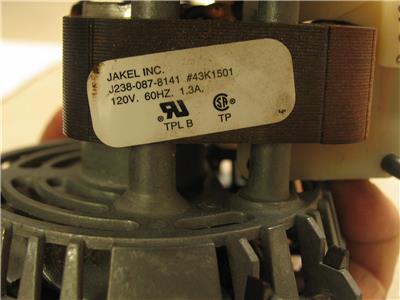 JAKEL INC.
J238-087-8141 #43K1501
120V. 60HZ. 1.3A.
TPL B TP